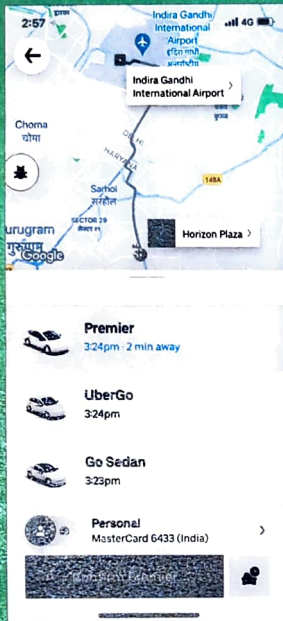 2:57
4G
Indira Gandhi
International
Airport
इंदिरा गांधी
Indira Gandhi
International Airport
Choma
चोमा
DELHI
HARYANA
148A
Sarhol
सरहौल
SECTOR 29
सेक्टर २९
urugram
गुरुग्राम
Google
Horizon Plaza
Premier
3:24pm · 2 min away
UberGo
3:24pm
Go Sedan
3:23pm
Personal
MasterCard 6433 (India)